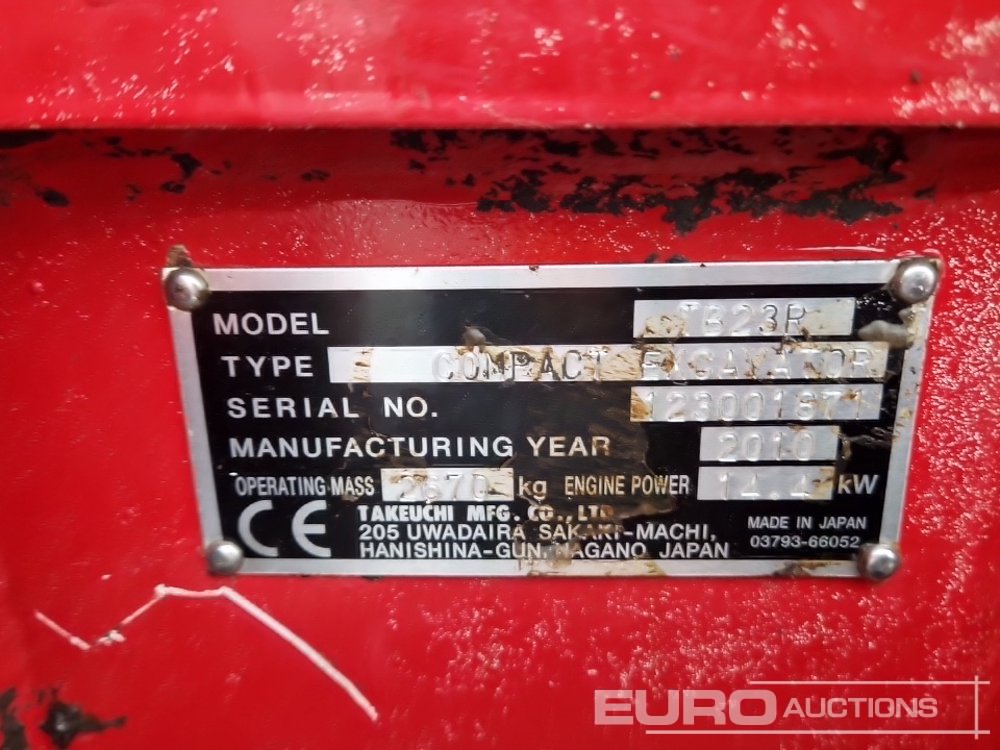 MODEL TB23R
TYPE COMPACT EXCAVATOR
SERIAL NO. 123001871
MANUFACTURING YEAR 2010
OPERATING MASS 2670 kg ENGINE POWER 14.4 kW
CE TAKEUCHI MFG. CO., LTD.
205 UWADAIRA SAKAKI-MACHI,
HANISHINA-GUN, NAGANO JAPAN
MADE IN JAPAN
03793-66052
EURO AUCTIONS